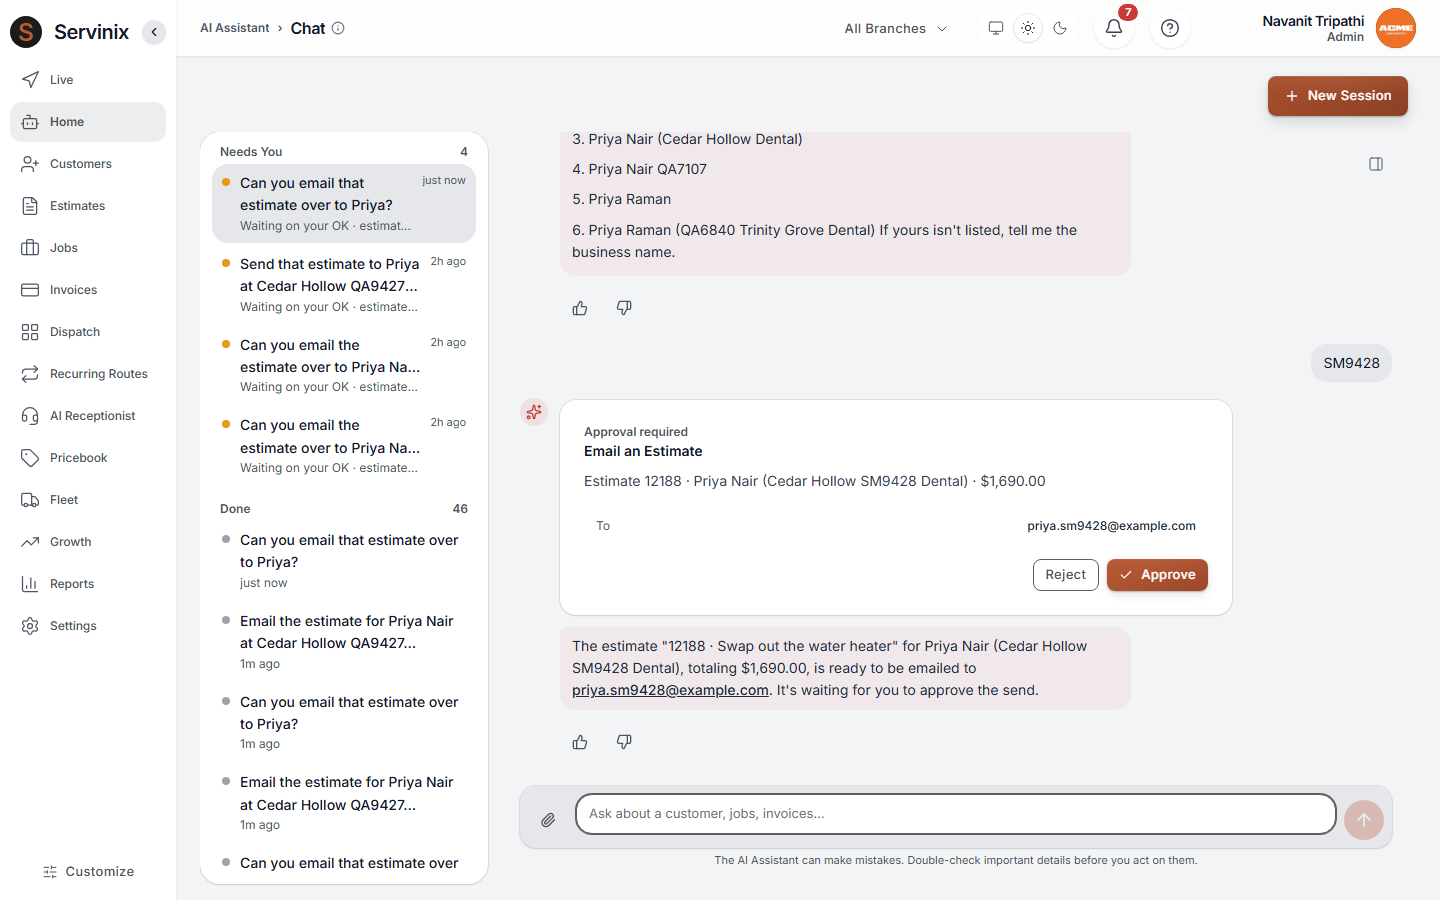 Servinix
Live
Home
Customers
Estimates
Jobs
Invoices
Dispatch
Recurring Routes
AI Receptionist
Pricebook
Fleet
Growth
Reports
Settings
Customize
AI Assistant › Chat
All Branches
7
Navanit Tripathi
Admin
ACME
New Session
Needs You 4
Can you email that estimate over to Priya?
just now
Waiting on your OK · estimat...
Send that estimate to Priya at Cedar Hollow QA9427...
2h ago
Waiting on your OK · estimate...
Can you email the estimate over to Priya Na...
2h ago
Waiting on your OK · estimate...
Can you email the estimate over to Priya Na...
2h ago
Waiting on your OK · estimate...
Done 46
Can you email that estimate over to Priya?
just now
Email the estimate for Priya Nair at Cedar Hollow QA9427...
1m ago
Can you email that estimate over to Priya?
1m ago
Email the estimate for Priya Nair at Cedar Hollow QA9427...
1m ago
Can you email that estimate over
3. Priya Nair (Cedar Hollow Dental)
4. Priya Nair QA7107
5. Priya Raman
6. Priya Raman (QA6840 Trinity Grove Dental) If yours isn't listed, tell me the
business name.
SM9428
Approval required
Email an Estimate
Estimate 12188 · Priya Nair (Cedar Hollow SM9428 Dental) · $1,690.00
To priya.sm9428@example.com
Reject
Approve
The estimate "12188 · Swap out the water heater" for Priya Nair (Cedar Hollow
SM9428 Dental), totaling $1,690.00, is ready to be emailed to
priya.sm9428@example.com. It's waiting for you to approve the send.
Ask about a customer, jobs, invoices...
The AI Assistant can make mistakes. Double-check important details before you act on them.